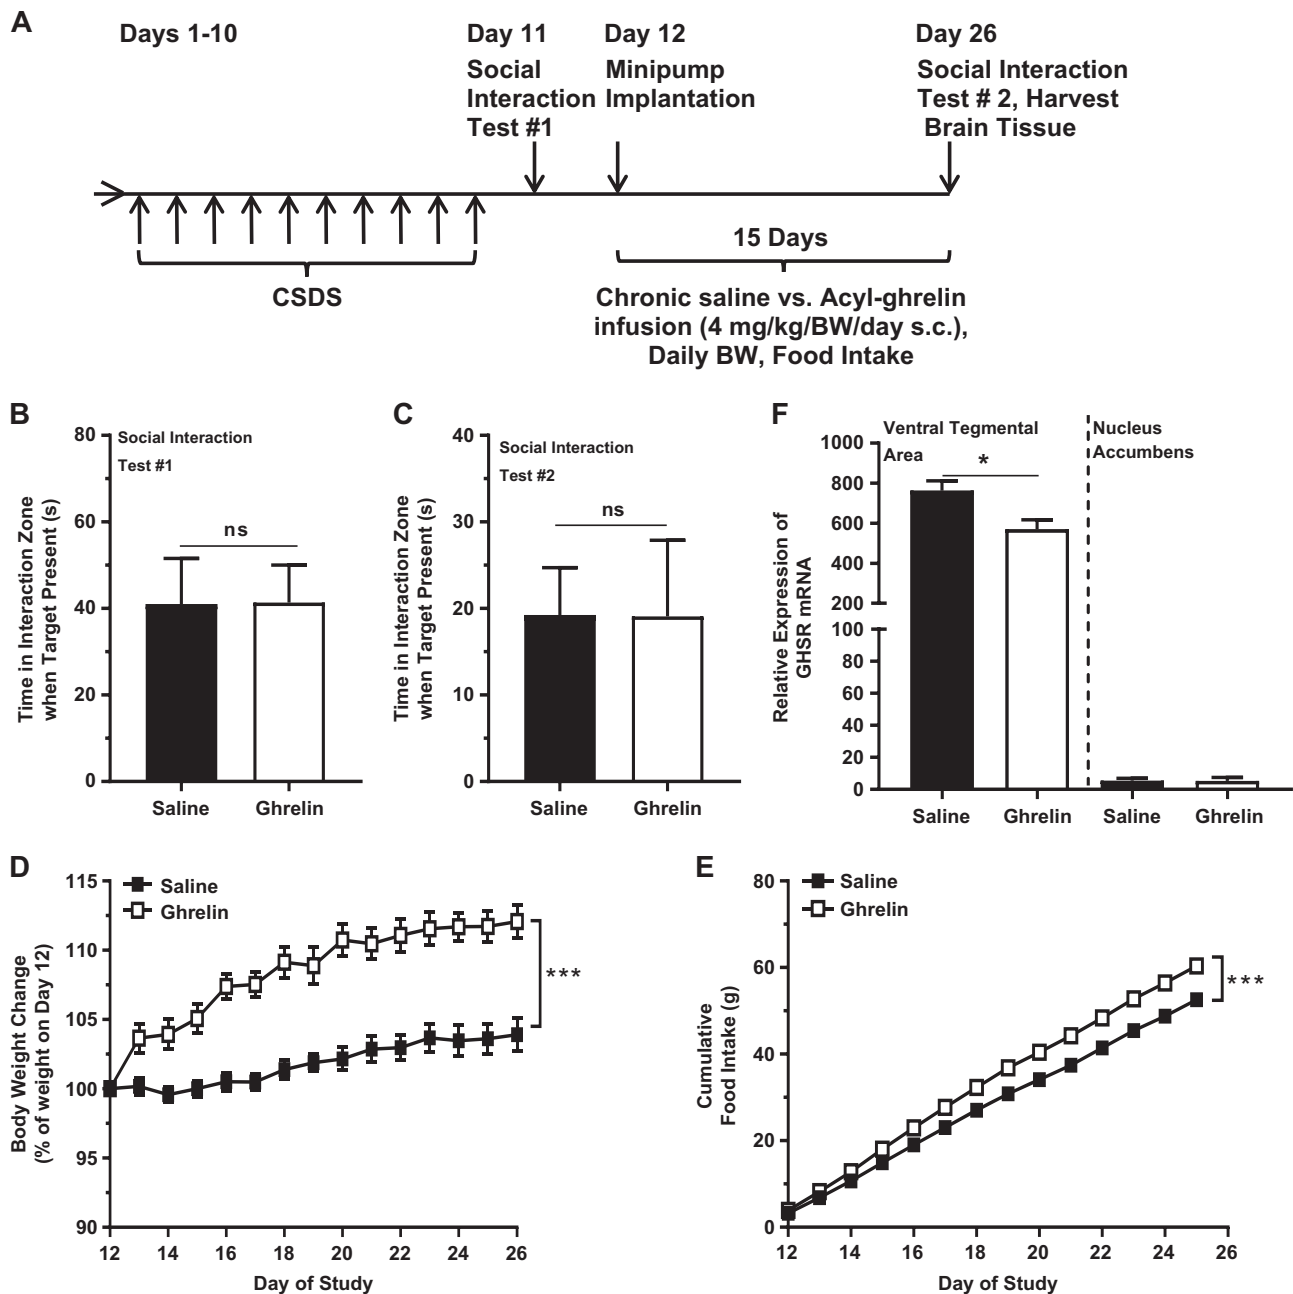 A
Days 1-10
Day 11
Social
Interaction
Test #1
Day 12
Minipump
Implantation
Day 26
Social Interaction
Test # 2, Harvest
Brain Tissue
CSDS
15 Days
Chronic saline vs. Acyl-ghrelin
infusion (4 mg/kg/BW/day s.c.),
Daily BW, Food Intake
B
Social Interaction
Test #1
Time in Interaction Zone
when Target Present (s)
80
60
40
20
0
ns
Saline
Ghrelin
C
Social Interaction
Test #2
Time in Interaction Zone
when Target Present (s)
40
30
20
10
0
ns
Saline
Ghrelin
F
Ventral Tegmental
Area
Nucleus
Accumbens
Relative Expression of
GHSR mRNA
1000
800
600
400
200
100
80
60
40
20
0
*
Saline
Ghrelin
Saline
Ghrelin
D
Saline
Ghrelin
Body Weight Change
(% of weight on Day 12)
115
110
105
100
95
90
***
12
14
16
18
20
22
24
26
Day of Study
E
Saline
Ghrelin
Cumulative
Food Intake (g)
80
60
40
20
0
***
12
14
16
18
20
22
24
26
Day of Study